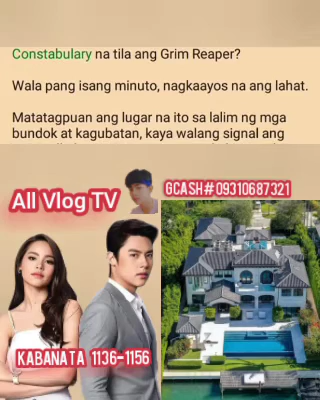 Constabulary na tila ang Grim Reaper?
Wala pang isang minuto, nagkaayos na ang lahat.
Matatagpuan ang lugar na ito sa lalim ng mga
bundok at kagubatan, kaya walang signal ang
All Vlog TV
GCASH#09310687321
KABANATA 1136-1156